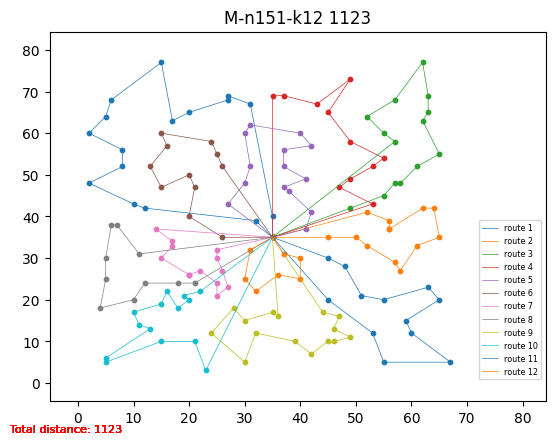 M-n151-k12 1123
80
70
60
50
40
30
20
10
0
route 1
route 2
route 3
route 4
route 5
route 6
route 7
route 8
route 9
route 10
route 11
route 12
0 10 20 30 40 50 60 70 80
Total distance: 1123